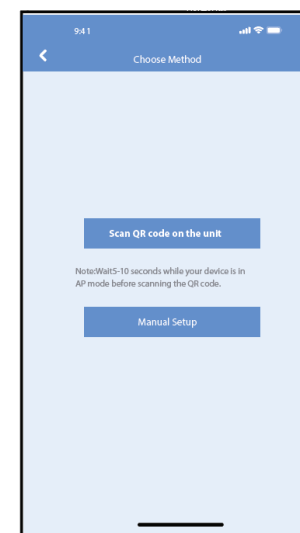 9:41
Choose Method
Scan QR code on the unit
Note:Wait5-10 seconds while your device is in
AP mode before scanning the QR code.
Manual Setup